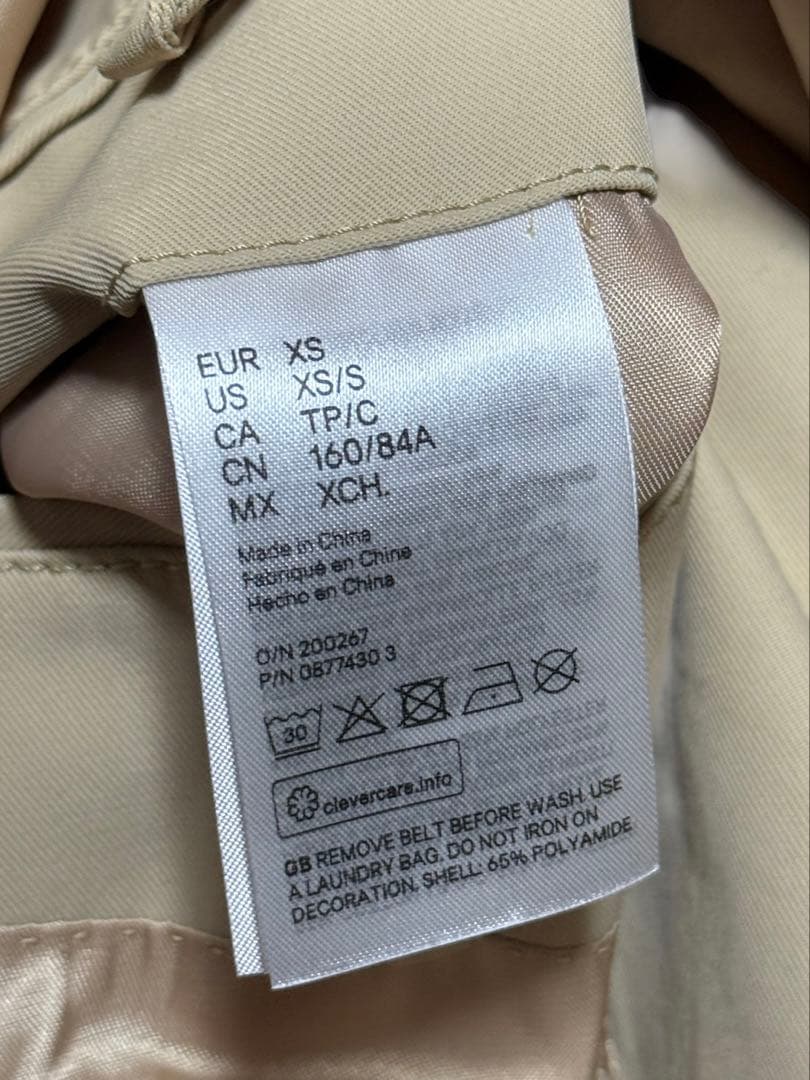 EUR XS
US XS/S
CA TP/C
CN 160/84A
MX XCH.
Made in China
Fabriqué en Chine
Hecho en China
O/N 200267
P/N 0877430 3
30
clevercare.info
GB REMOVE BELT BEFORE WASH. USE
A LAUNDRY BAG. DO NOT IRON ON
DECORATION. SHELL: 65% POLYAMIDE